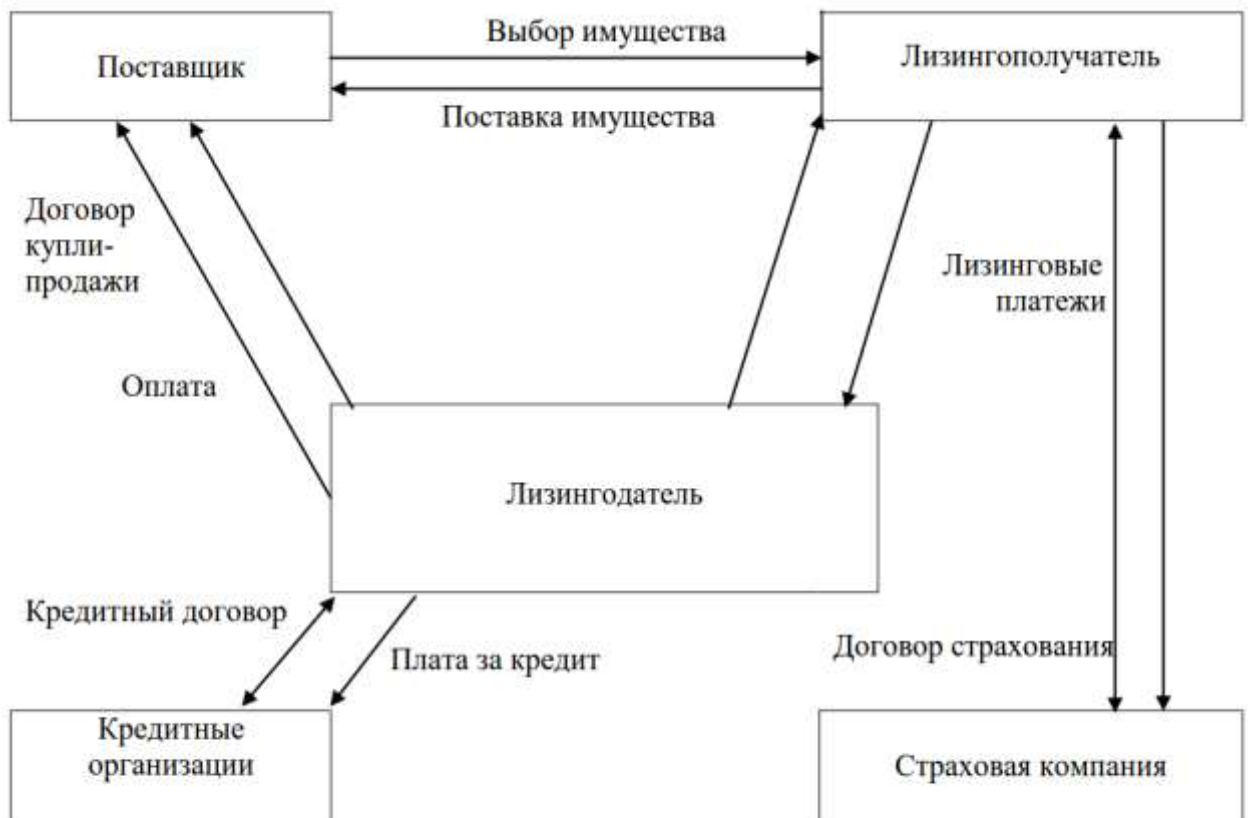 Выбор имущества
Поставщик
Лизингополучатель
Поставка имущества
Договор
купли-
продажи
Лизинговые
платежи
Оплата
Лизингодатель
Кредитный договор
Плата за кредит
Договор страхования
Кредитные
организации
Страховая компания